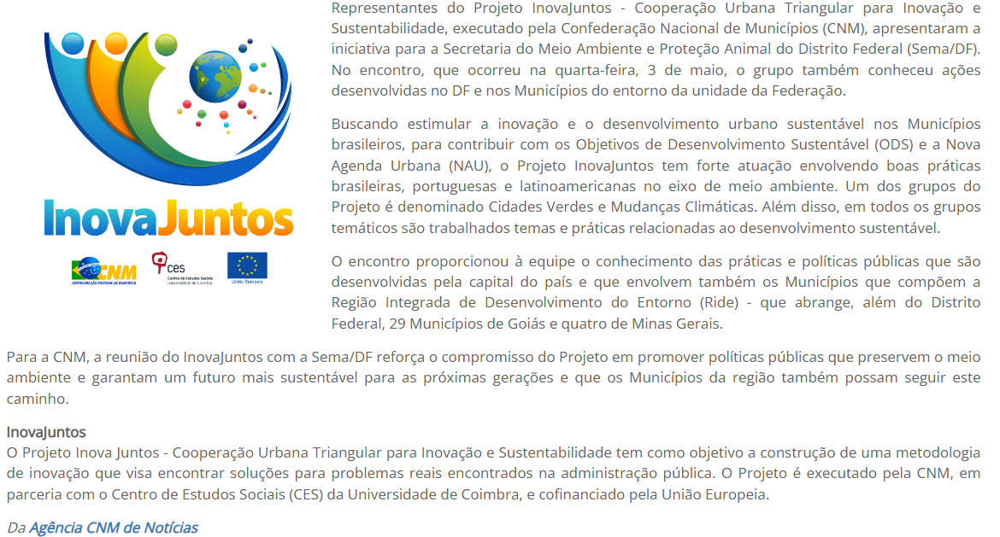 Representantes do Projeto InovaJuntos - Cooperação Urbana Triangular para Inovação e
Sustentabilidade, executado pela Confederação Nacional de Municípios (CNM), apresentaram a
iniciativa para a Secretaria do Meio Ambiente e Proteção Animal do Distrito Federal (Sema/DF).
No encontro, que ocorreu na quarta-feira, 3 de maio, o grupo também conheceu ações
desenvolvidas no DF e nos Municípios do entorno da unidade da Federação.
Buscando estimular a inovação e o desenvolvimento urbano sustentável nos Municípios
brasileiros, para contribuir com os Objetivos de Desenvolvimento Sustentável (ODS) e a Nova
Agenda Urbana (NAU), o Projeto InovaJuntos tem forte atuação envolvendo boas práticas
brasileiras, portuguesas e latinoamericanas no eixo de meio ambiente. Um dos grupos do
Projeto é denominado Cidades Verdes e Mudanças Climáticas. Além disso, em todos os grupos
temáticos são trabalhados temas e práticas relacionadas ao desenvolvimento sustentável.
O encontro proporcionou à equipe o conhecimento das práticas e políticas públicas que são
desenvolvidas pela capital do país e que envolvem também os Municípios que compõem a
Região Integrada de Desenvolvimento do Entorno (Ride) - que abrange, além do Distrito
Federal, 29 Municípios de Goiás e quatro de Minas Gerais.
InovaJuntos
CNM
CONFEDERAÇÃO NACIONAL DE MUNICÍPIOS
ces
Centro de Estudos Sociais
Universidade de Coimbra
União Europeia
Para a CNM, a reunião do InovaJuntos com a Sema/DF reforça o compromisso do Projeto em promover políticas públicas que preservem o meio
ambiente e garantam um futuro mais sustentável para as próximas gerações e que os Municípios da região também possam seguir este
caminho.
InovaJuntos
O Projeto Inova Juntos - Cooperação Urbana Triangular para Inovação e Sustentabilidade tem como objetivo a construção de uma metodologia
de inovação que visa encontrar soluções para problemas reais encontrados na administração pública. O Projeto é executado pela CNM, em
parceria com o Centro de Estudos Sociais (CES) da Universidade de Coimbra, e cofinanciado pela União Europeia.
Da Agência CNM de Notícias